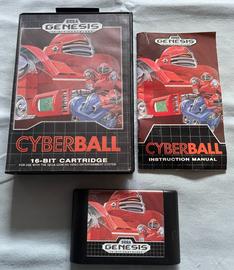 SEGA
GENESIS
CYBERBALL
16-BIT CARTRIDGE
FOR USE WITH THE SEGA GENESIS VIDEO ENTERTAINMENT SYSTEM
SEGA
GENESIS
CYBERBALL
INSTRUCTION MANUAL
SEGA
GENESIS